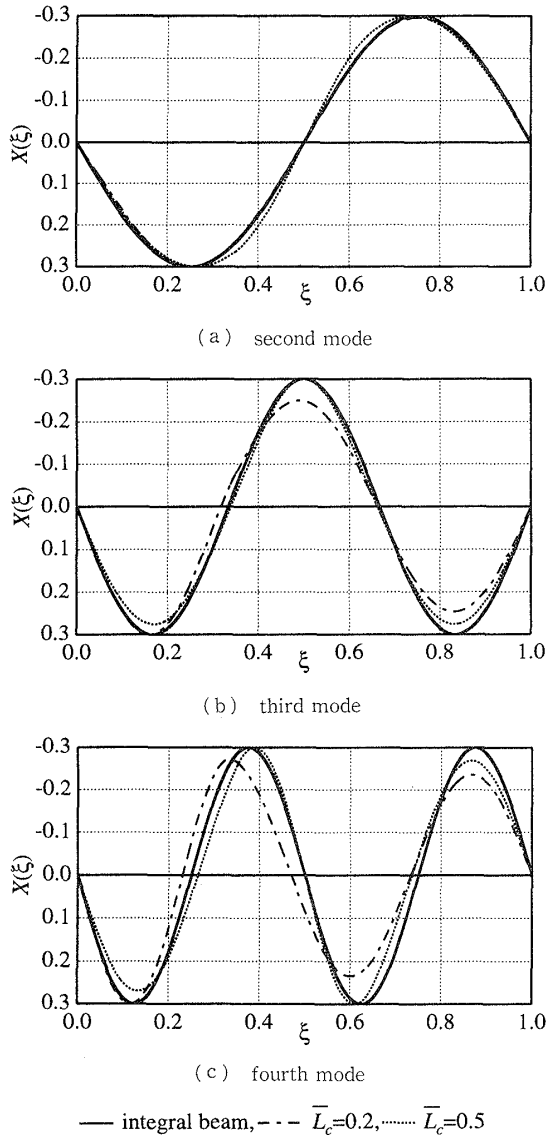 -0.3
-0.2
-0.1
0.0
0.1
0.2
0.3
X(ξ)
0.0 0.2 0.4 0.6 0.8 1.0
ξ
(a) second mode
-0.3
-0.2
-0.1
0.0
0.1
0.2
0.3
X(ξ)
0.0 0.2 0.4 0.6 0.8 1.0
ξ
(b) third mode
-0.3
-0.2
-0.1
0.0
0.1
0.2
0.3
X(ξ)
0.0 0.2 0.4 0.6 0.8 1.0
ξ
(c) fourth mode
integral beam, L̅c=0.2, L̅c=0.5